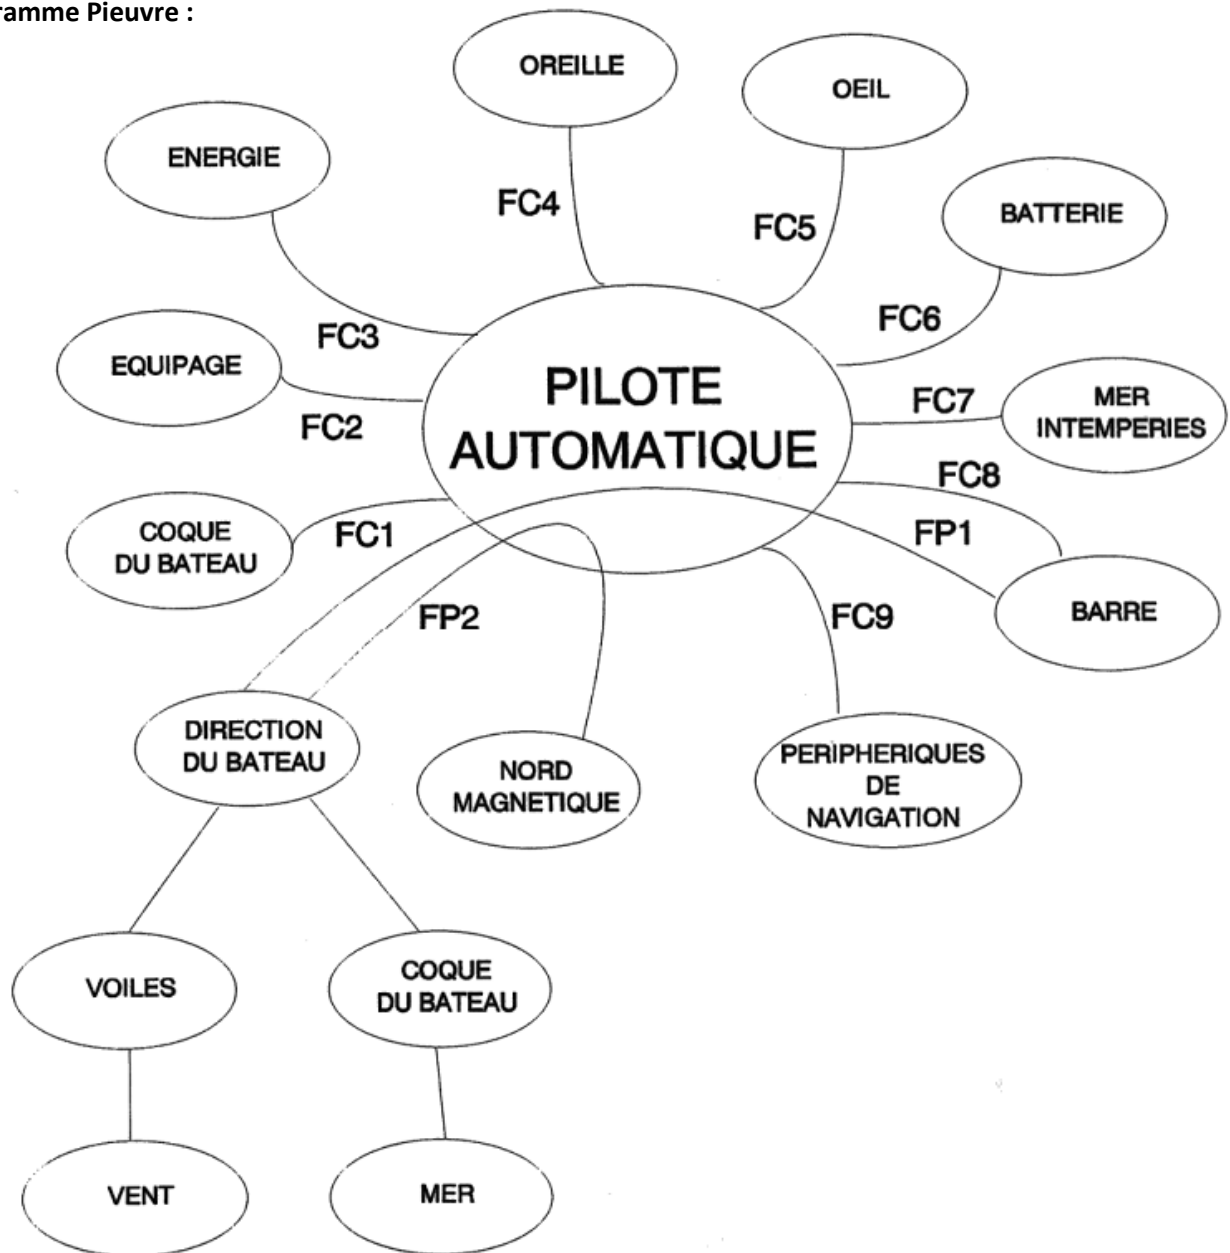 ramme Pieuvre :
OREILLE
OEIL
ENERGIE
BATTERIE
FC4
FC5
FC6
FC3
EQUIPAGE
FC2
PILOTE
AUTOMATIQUE
FC7
MER
INTEMPERIES
FC8
COQUE
DU BATEAU
FC1
FP1
FP2
FC9
BARRE
DIRECTION
DU BATEAU
NORD
MAGNETIQUE
PERIPHERIQUES
DE
NAVIGATION
VOILES
COQUE
DU BATEAU
VENT
MER